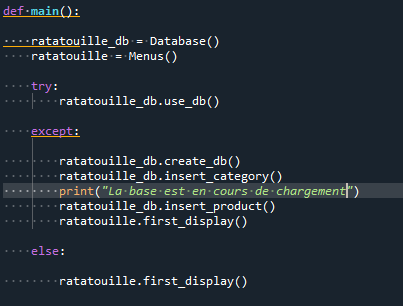 def main():
ratatouille_db = Database()
ratatouille = Menus()
try:
ratatouille_db.use_db()
except:
ratatouille_db.create_db()
ratatouille_db.insert_category()
print("La base est en cours de chargement")
ratatouille_db.insert_product()
ratatouille.first_display()
else:
ratatouille.first_display()